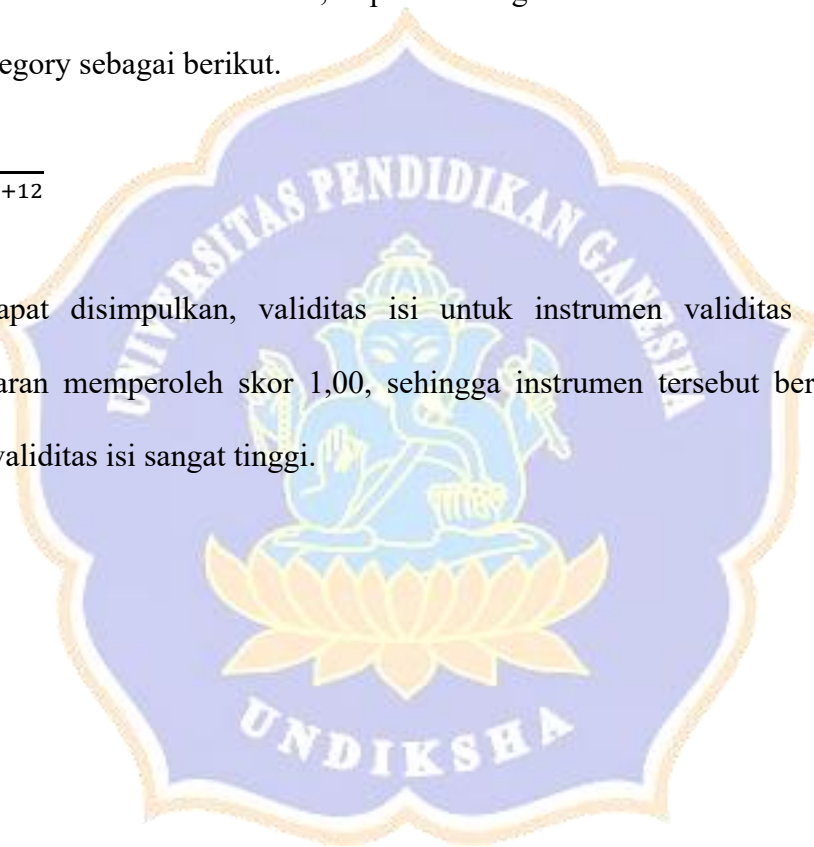 egory sebagai berikut.
+12
UNIVERSITAS PENDIDIKAN GANESHA
apat disimpulkan, validitas isi untuk instrumen validitas
aran memperoleh skor 1,00, sehingga instrumen tersebut ber
validitas isi sangat tinggi.
UNDIKSHA